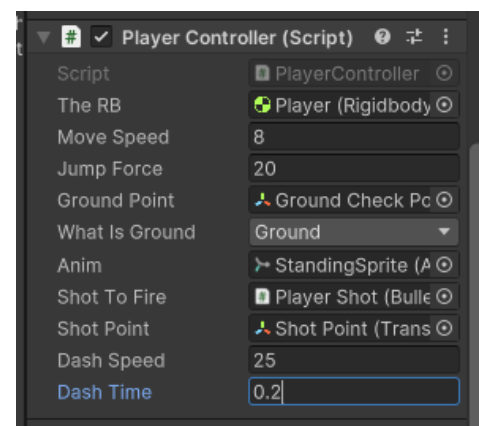 Player Controller (Script)
Script PlayerController
The RB Player (Rigidbody
Move Speed 8
Jump Force 20
Ground Point Ground Check Po
What Is Ground Ground
Anim StandingSprite (A
Shot To Fire Player Shot (Bulle
Shot Point Shot Point (Trans
Dash Speed 25
Dash Time 0.2